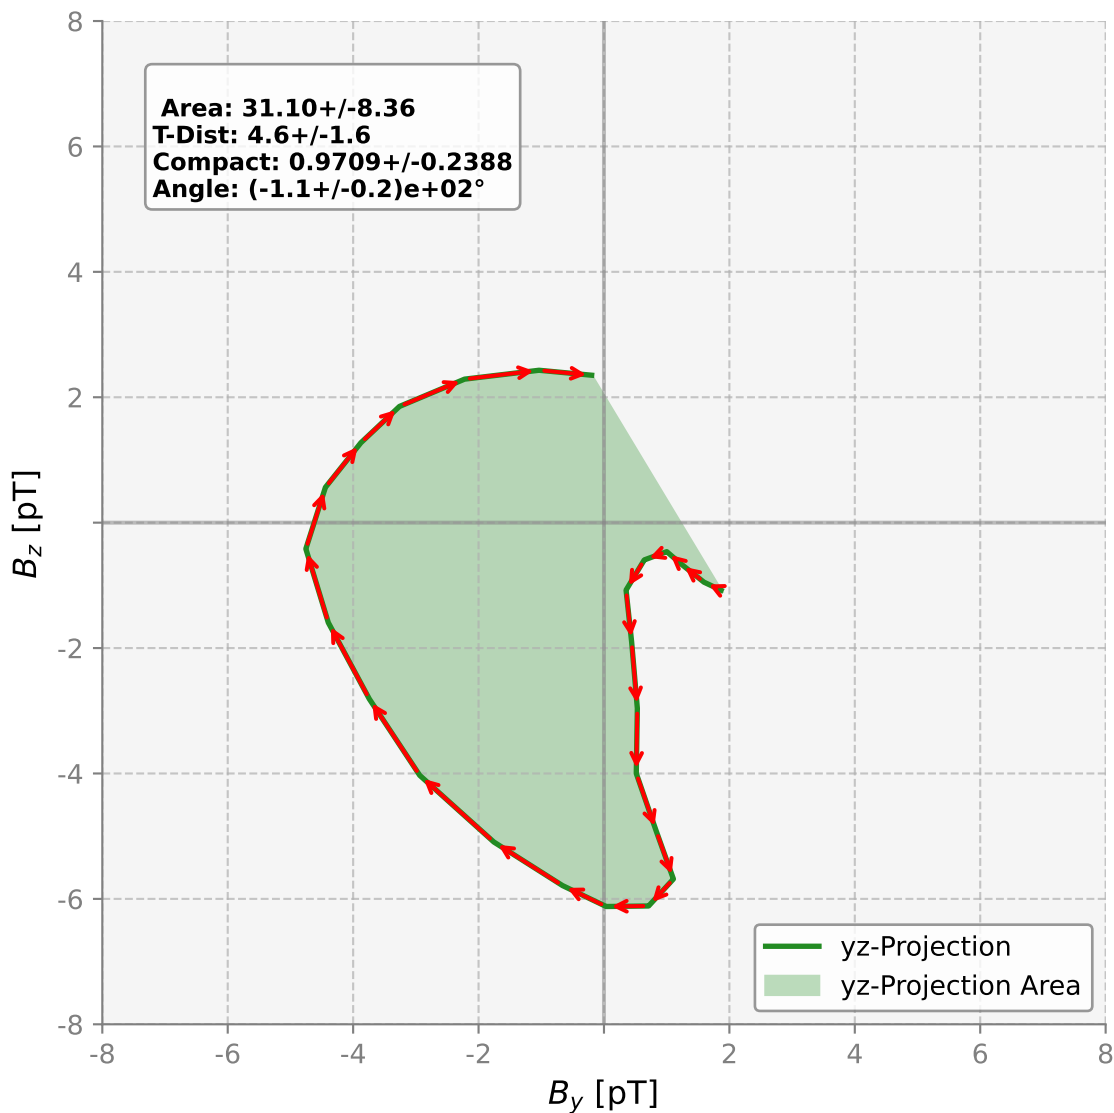 8
6
4
2
-2
-4
-6
-8
-8
-6
-4
-2
2
4
6
8
B_z [pT]
B_y [pT]
Area: 31.10+/-8.36
T-Dist: 4.6+/-1.6
Compact: 0.9709+/-0.2388
Angle: (-1.1+/-0.2)e+02°
yz-Projection
yz-Projection Area